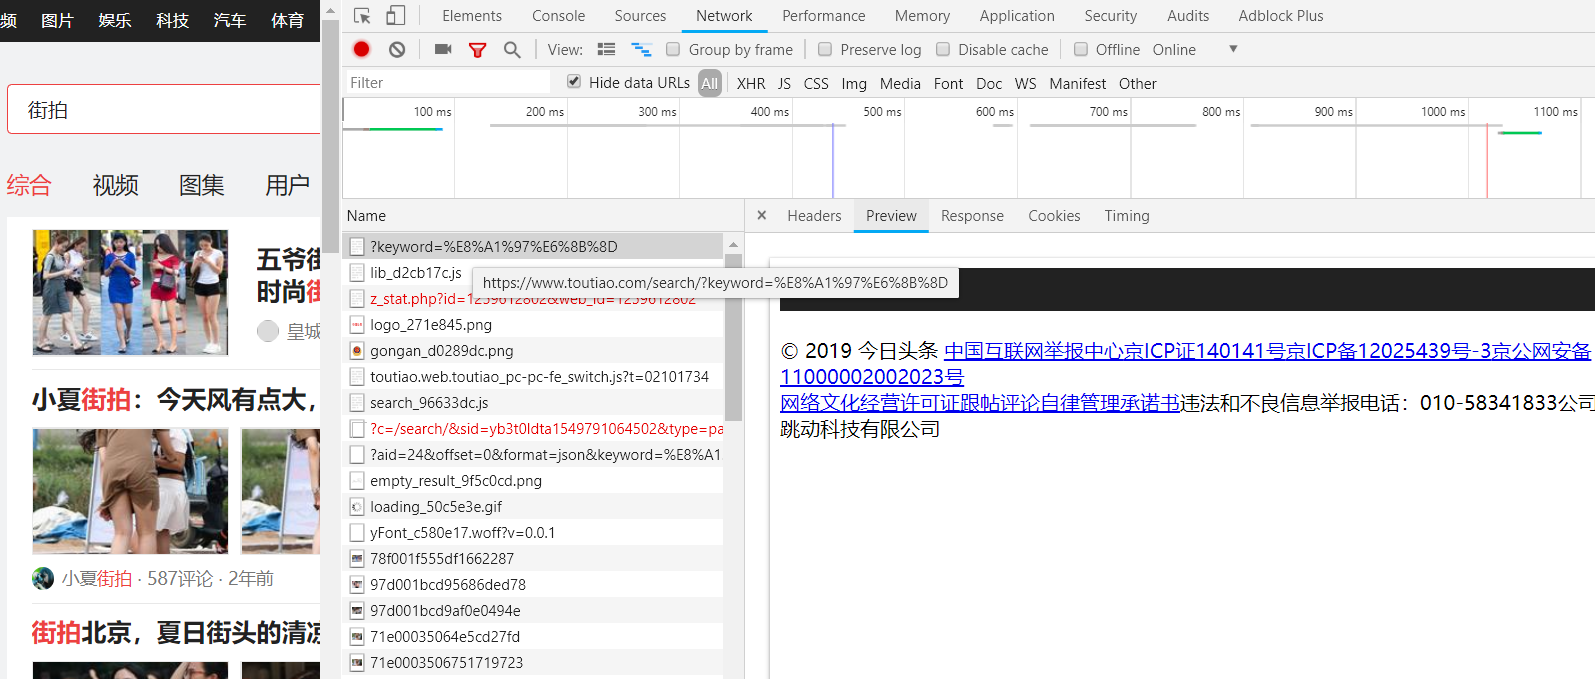 频 图片 娱乐 科技 汽车 体育
街拍
综合 视频 图集 用户
五爷街
时尚街
皇城
小夏街拍：今天风有点大，
小夏街拍 · 587评论 · 2年前
街拍北京，夏日街头的清凉
Elements Console Sources Network Performance Memory Application Security Audits Adblock Plus
View: Group by frame Preserve log Disable cache Offline Online
Filter Hide data URLs All XHR JS CSS Img Media Font Doc WS Manifest Other
100 ms 200 ms 300 ms 400 ms 500 ms 600 ms 700 ms 800 ms 900 ms 1000 ms 1100 ms
Name
?keyword=%E8%A1%97%E6%8B%8D
lib_d2cb17c.js
z_stat.php?id=1259612802&web_id=1259612802
logo_271e845.png
gongan_d0289dc.png
toutiao.web.toutiao_pc-pc-fe_switch.js?t=02101734
search_96633dc.js
?c=/search/&sid=yb3t0ldta1549791064502&type=pa
?aid=24&offset=0&format=json&keyword=%E8%A1
empty_result_9f5c0cd.png
loading_50c5e3e.gif
yFont_c580e17.woff?v=0.0.1
78f001f555df1662287
97d001bcd95686ded78
97d001bcd9af0e0494e
71e00035064e5cd27fd
71e0003506751719723
https://www.toutiao.com/search/?keyword=%E8%A1%97%E6%8B%8D
× Headers Preview Response Cookies Timing
© 2019 今日头条 中国互联网举报中心京ICP证140141号京ICP备12025439号-3京公网安备
11000002002023号
网络文化经营许可证跟帖评论自律管理承诺书违法和不良信息举报电话：010-58341833公司
跳动科技有限公司